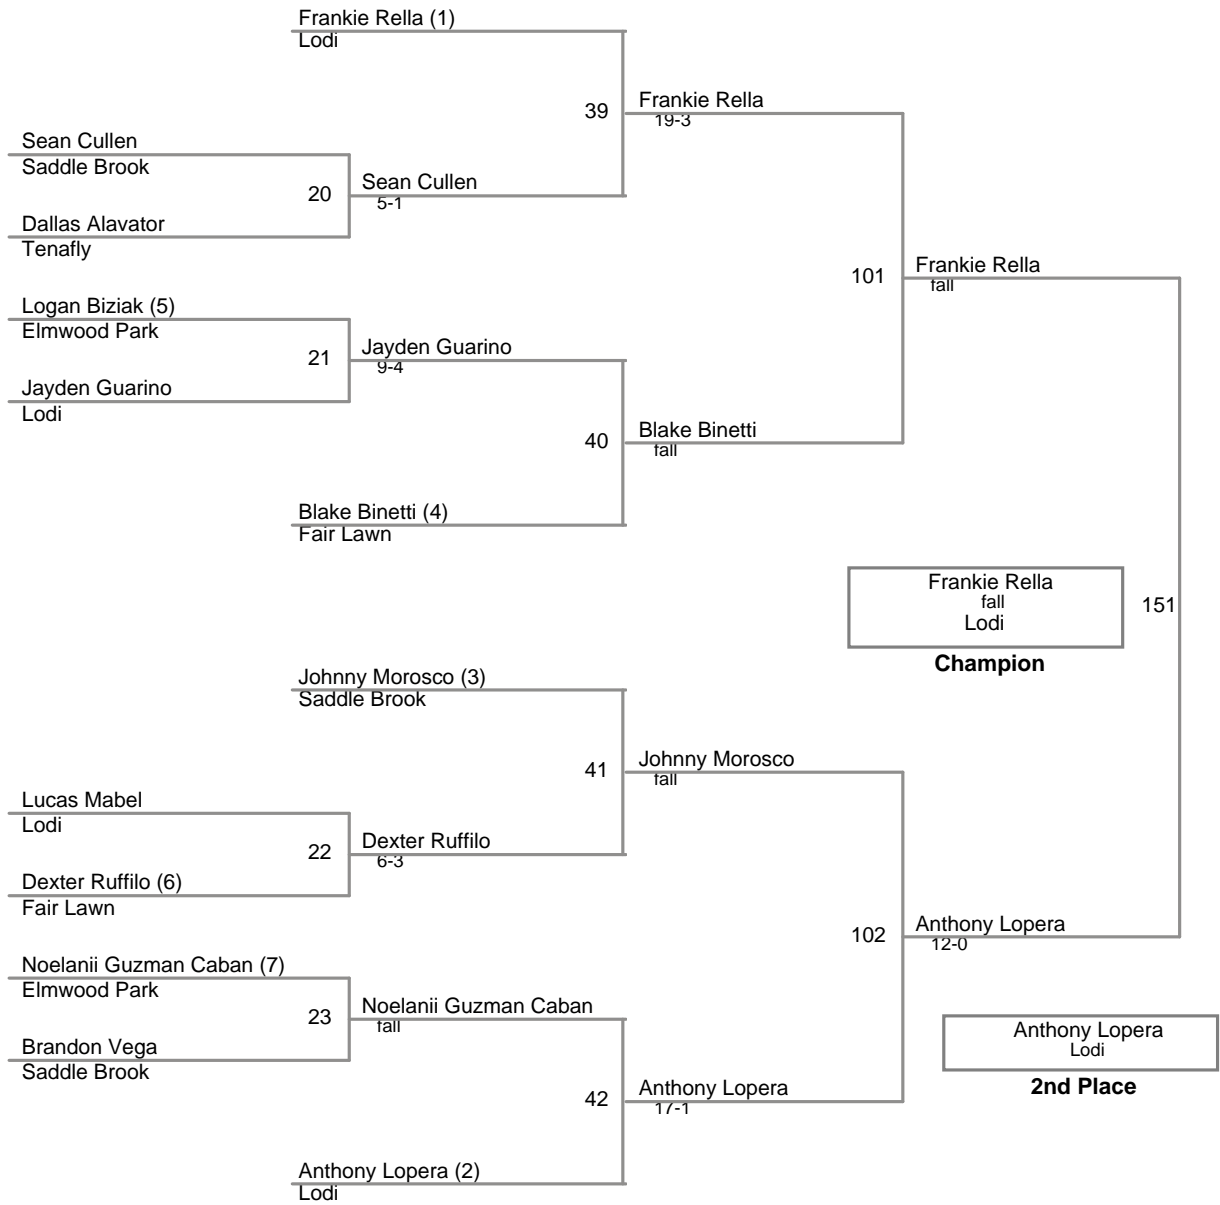 Frankie Rella (1)
Lodi
39
Frankie Rella
19-3
Sean Cullen
Saddle Brook
20
Sean Cullen
5-1
Dallas Alavator
Tenafly
101
Frankie Rella
fall
Logan Biziak (5)
Elmwood Park
21
Jayden Guarino
9-4
Jayden Guarino
Lodi
40
Blake Binetti
fall
Blake Binetti (4)
Fair Lawn
Frankie Rella
fall
Lodi
Champion
151
Johnny Morosco (3)
Saddle Brook
41
Johnny Morosco
fall
Lucas Mabel
Lodi
22
Dexter Ruffilo
6-3
Dexter Ruffilo (6)
Fair Lawn
102
Anthony Lopera
12-0
Noelanii Guzman Caban (7)
Elmwood Park
23
Noelanii Guzman Caban
fall
Brandon Vega
Saddle Brook
Anthony Lopera
Lodi
2nd Place
42
Anthony Lopera
17-1
Anthony Lopera (2)
Lodi